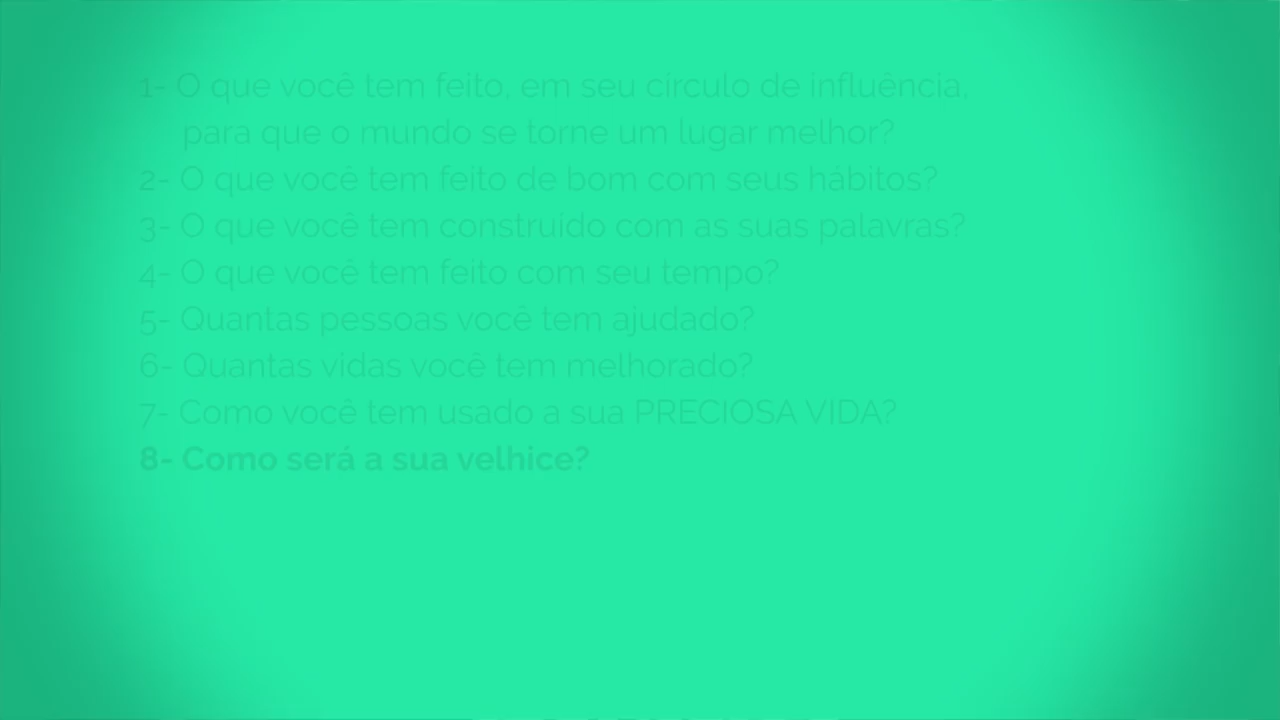 1- O que você tem feito, em seu circulo de influência,
para que o mundo se torne um lugar melhor?
2- O que você tem feito de bom com seus hábitos?
3- O que você tem construído com as suas palavras?
4- O que você tem feito com seu tempo?
5- Quantas pessoas você tem ajudado?
6- Quantas vidas você tem melhorado?
7- Como você tem usado a sua PRECIOSA VIDA?
8- Como será a sua velhice?